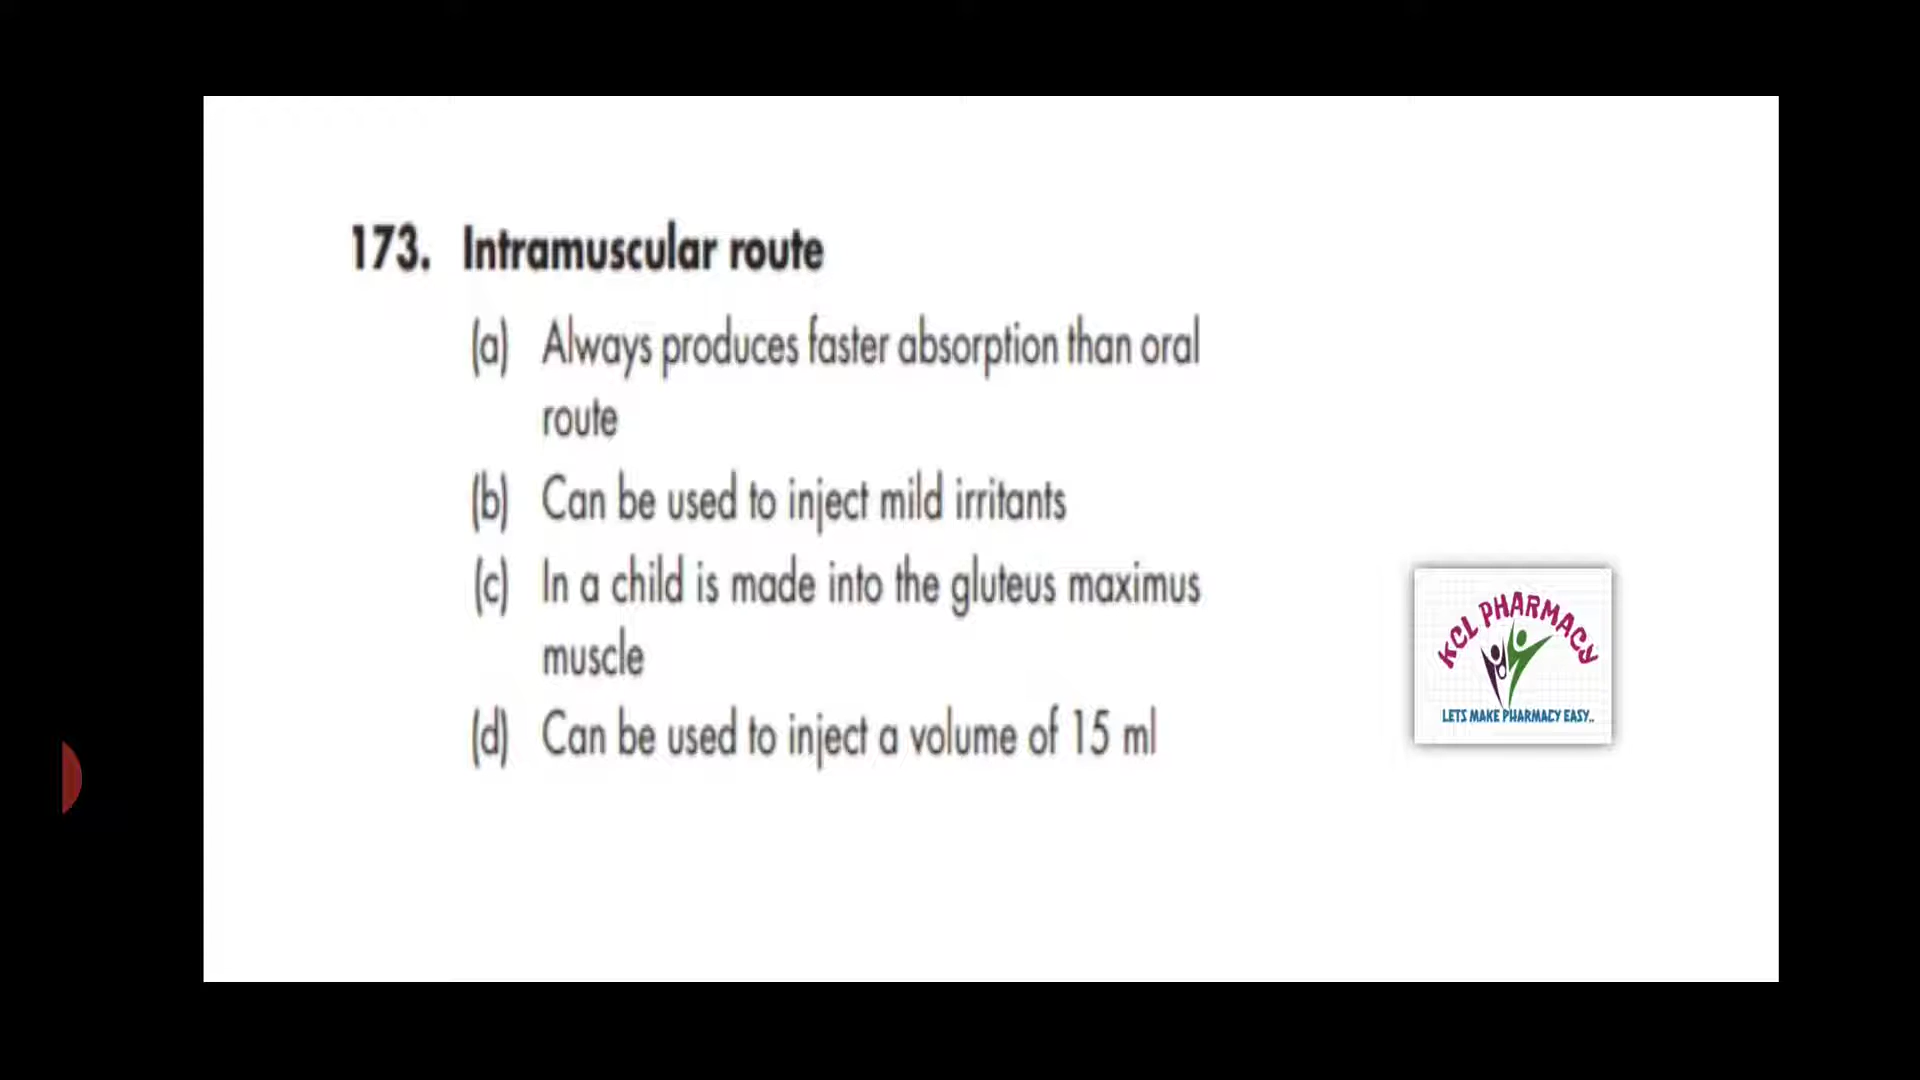 173. Intramuscular route
(a) Always produces faster absorption than oral
route
(b) Can be used to inject mild irritants
(c) In a child is made into the gluteus maximus
muscle
(d) Can be used to inject a volume of 15 ml
KCL PHARMACY
LETS MAKE PHARMACY EASY..